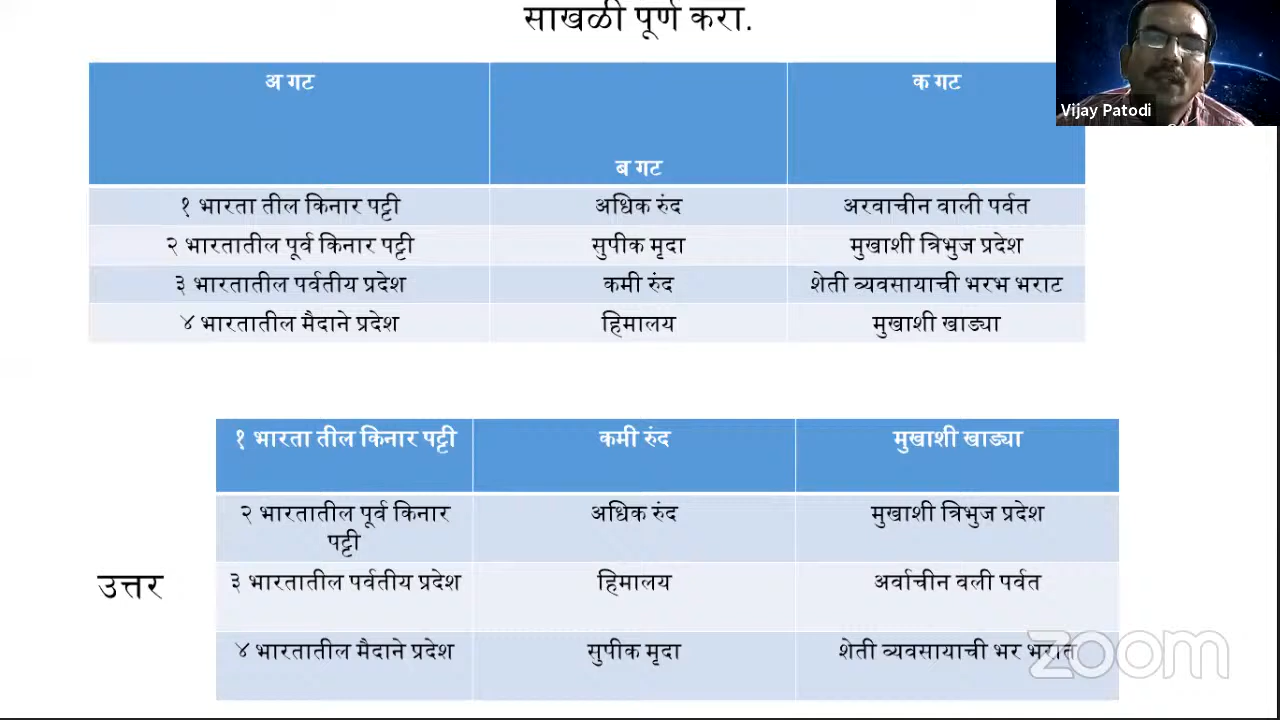 साखळी पूर्ण करा.
Vijay Patodi
अ गट
ब गट
क गट
१ भारता तील किनार पट्टी
अधिक रुंद
अरवाचीन वाली पर्वत
२ भारतातील पूर्व किनार पट्टी
सुपीक मृदा
मुखाशी त्रिभुज प्रदेश
३ भारतातील पर्वतीय प्रदेश
कमी रुंद
शेती व्यवसायाची भरभ भराट
४ भारतातील मैदाने प्रदेश
हिमालय
मुखाशी खाड्या
उत्तर
१ भारता तील किनार पट्टी
कमी रुंद
मुखाशी खाड्या
२ भारतातील पूर्व किनार
पट्टी
अधिक रुंद
मुखाशी त्रिभुज प्रदेश
३ भारतातील पर्वतीय प्रदेश
हिमालय
अर्वाचीन वली पर्वत
४ भारतातील मैदाने प्रदेश
सुपीक मृदा
शेती व्यवसायाची भर
zoom